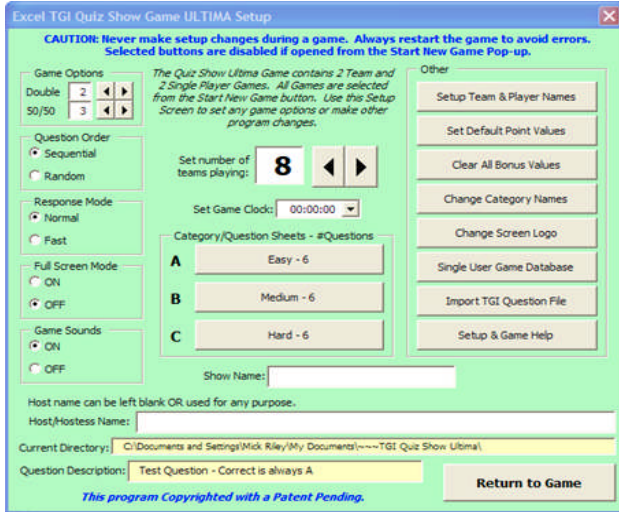 Excel TGI Quiz Show Game ULTIMA Setup
CAUTION: Never make setup changes during a game. Always restart the game to avoid errors.
Selected buttons are disabled if opened from the Start New Game Pop-up.
Game Options
Double 2
50/50 3
The Quiz Show Ultima Game contains 2 Team and
2 Single Player Games. All Games are selected
from the Start New Game button. Use this Setup
Screen to set any game options or make other
program changes.
Question Order
Sequential
Random
Set number of
teams playing: 8
Response Mode
Normal
Fast
Set Game Clock: 00:00:00
Full Screen Mode
ON
OFF
Game Sounds
ON
OFF
Category/Question Sheets - #Questions
A Easy - 6
B Medium - 6
C Hard - 6
Other
Setup Team & Player Names
Set Default Point Values
Clear All Bonus Values
Change Category Names
Change Screen Logo
Single User Game Database
Import TGI Question File
Setup & Game Help
Show Name:
Host name can be left blank OR used for any purpose.
Host/Hostess Name:
Current Directory: C:\Documents and Settings\Mick Riley\My Documents\~~~TGI Quiz Show Ultima\
Question Description: Test Question - Correct is always A
This program Copyrighted with a Patent Pending.
Return to Game